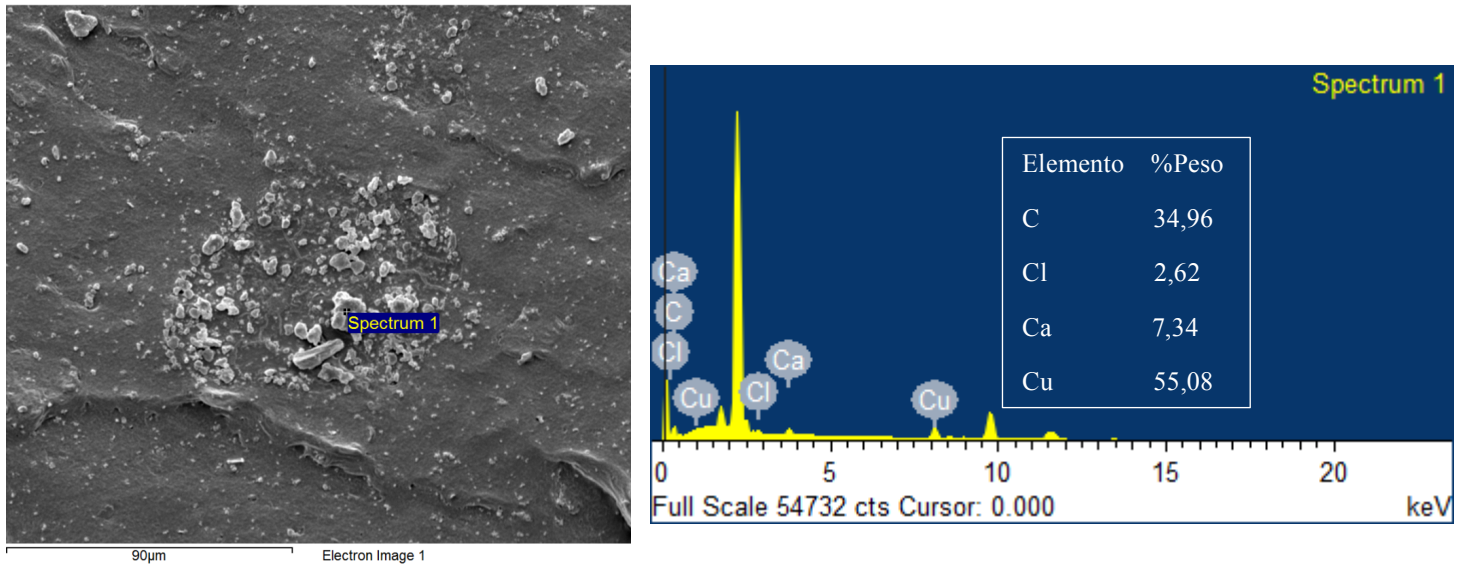 Spectrum 1
90µm
Electron Image 1
Spectrum 1
Elemento %Peso
C 34,96
Cl 2,62
Ca 7,34
Cu 55,08
Ca
C
Cl
Cu
Cl
Ca
Cu
0 5 10 15 20
Full Scale 54732 cts Cursor: 0.000 keV